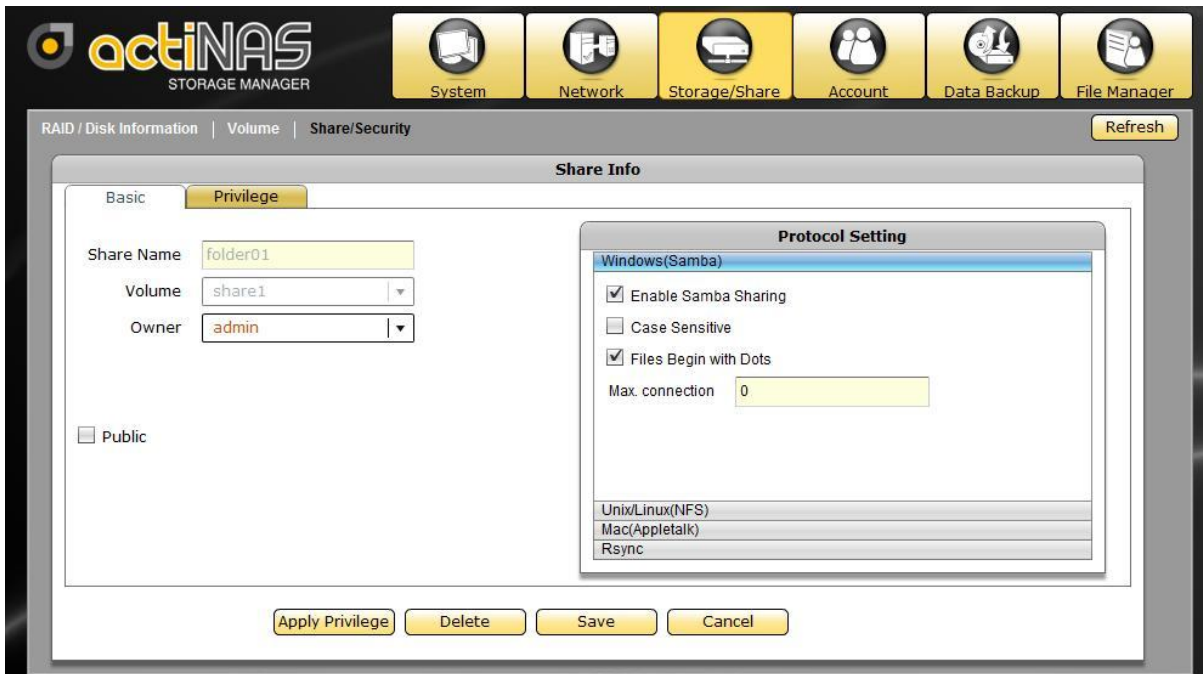 actiNAS
STORAGE MANAGER
System
Network
Storage/Share
Account
Data Backup
File Manager
RAID / Disk Information | Volume | Share/Security
Refresh
Share Info
Basic
Privilege
Share Name folder01
Volume share1
Owner admin
Public
Protocol Setting
Windows(Samba)
Enable Samba Sharing
Case Sensitive
Files Begin with Dots
Max. connection 0
Unix/Linux(NFS)
Mac(Appletalk)
Rsync
Apply Privilege
Delete
Save
Cancel